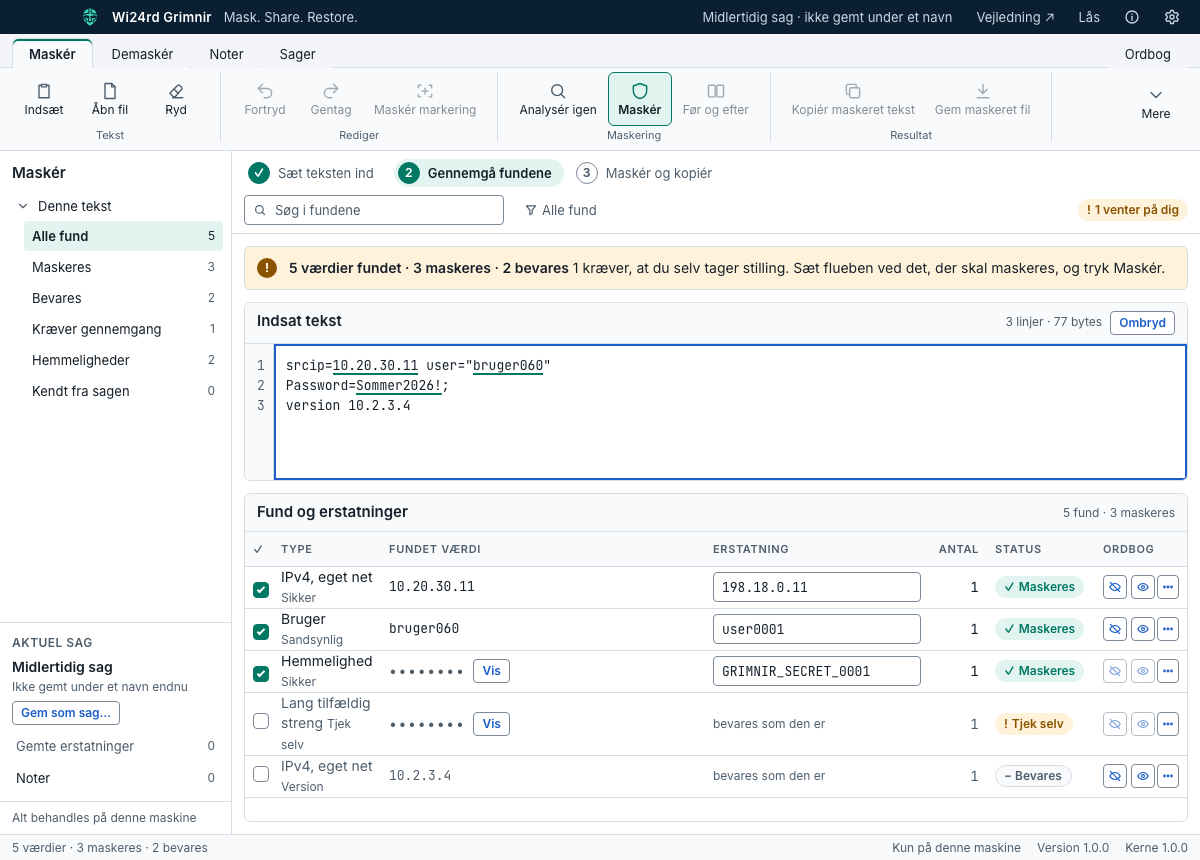 Wi24rd Grimnir Mask. Share. Restore. Midlertidig sag · ikke gemt under et navn Vejledning ↗ Lås
Maskér Demaskér Noter Sager Ordbog
Indsæt Åbn fil Ryd Fortryd Gentag Maskér markering Analysér igen Maskér Før og efter Kopiér maskeret tekst Gem maskeret fil Mere
Tekst Rediger Maskering Resultat
Maskér
Denne tekst
Alle fund 5
Maskeres 3
Bevares 2
Kræver gennemgang 1
Hemmeligheder 2
Kendt fra sagen 0
AKTUEL SAG
Midlertidig sag
Ikke gemt under et navn endnu
Gem som sag...
Gemte erstatninger 0
Noter 0
Alt behandles på denne maskine
Sæt teksten ind 2 Gennemgå fundene 3 Maskér og kopiér
Søg i fundene Alle fund ! 1 venter på dig
! 5 værdier fundet · 3 maskeres · 2 bevares 1 kræver, at du selv tager stilling. Sæt flueben ved det, der skal maskeres, og tryk Maskér.
Indsat tekst 3 linjer · 77 bytes Ombryd
1 srcip=10.20.30.11 user="bruger060"
2 Password=Sommer2026!;
3 version 10.2.3.4
Fund og erstatninger 5 fund · 3 maskeres
✓ TYPE FUNDET VÆRDI ERSTATNING ANTAL STATUS ORDBOG
IPv4, eget net
Sikker 10.20.30.11 198.18.0.11 1 ✓ Maskeres
Bruger
Sandsynlig bruger060 user0001 1 ✓ Maskeres
Hemmelighed
Sikker •••••••• Vis GRIMNIR_SECRET_0001 1 ✓ Maskeres
Lang tilfældig
streng Tjek
selv •••••••• Vis bevares som den er 1 ! Tjek selv
IPv4, eget net
Version 10.2.3.4 bevares som den er 1 – Bevares
5 værdier · 3 maskeres · 2 bevares Kun på denne maskine Version 1.0.0 Kerne 1.0.0